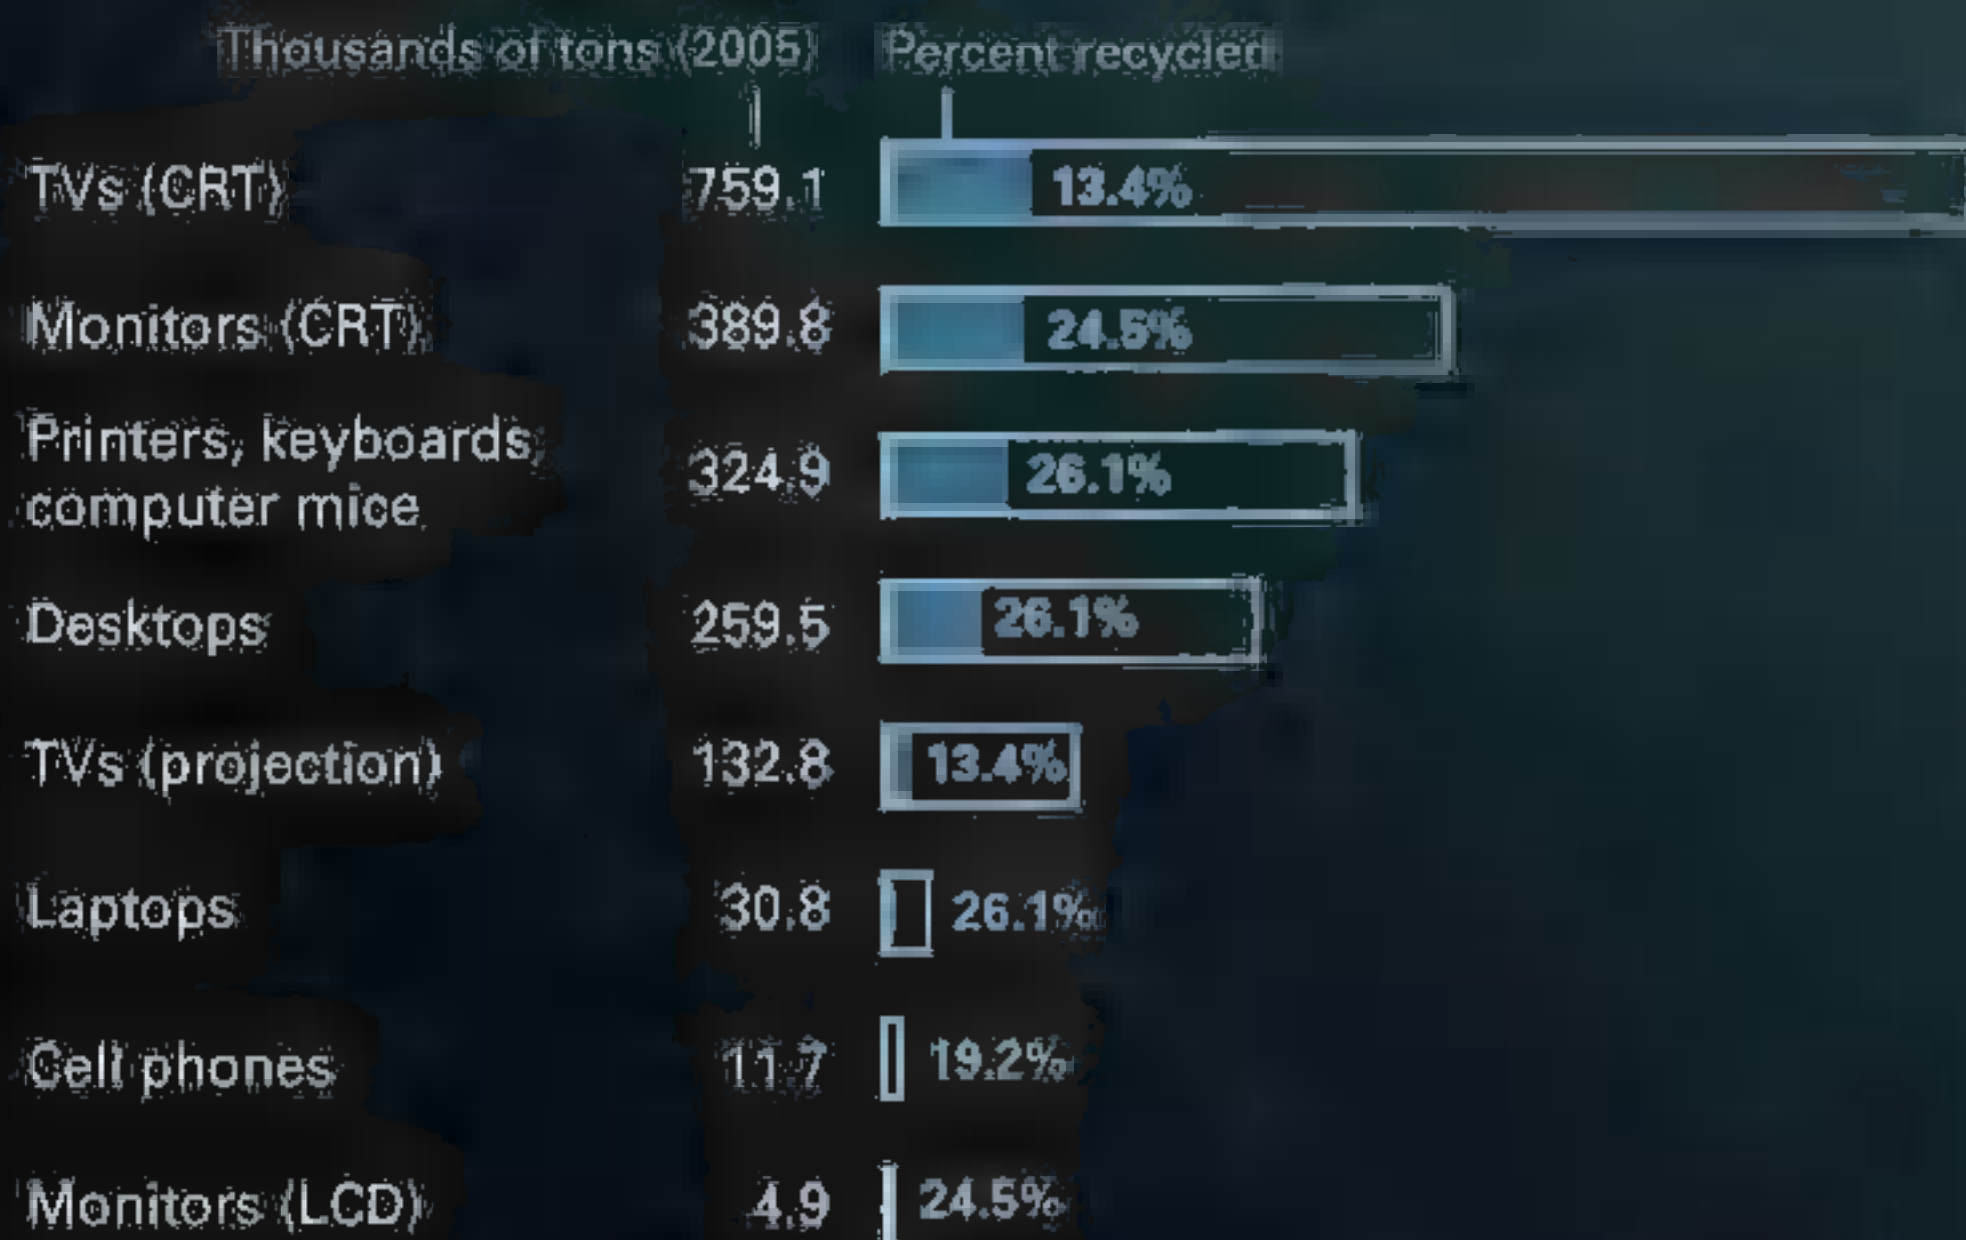 Thousands of tons (2005) Percent recycled
TVs (CRT) 759.1 13.4%
Monitors (CRT) 389.8 24.5%
Printers, keyboards,
computer mice 324.9 26.1%
Desktops 259.5 26.1%
TVs (projection) 132.8 13.4%
Laptops 30.8 26.1%
Cell phones 11.7 19.2%
Monitors (LCD) 4.9 24.5%